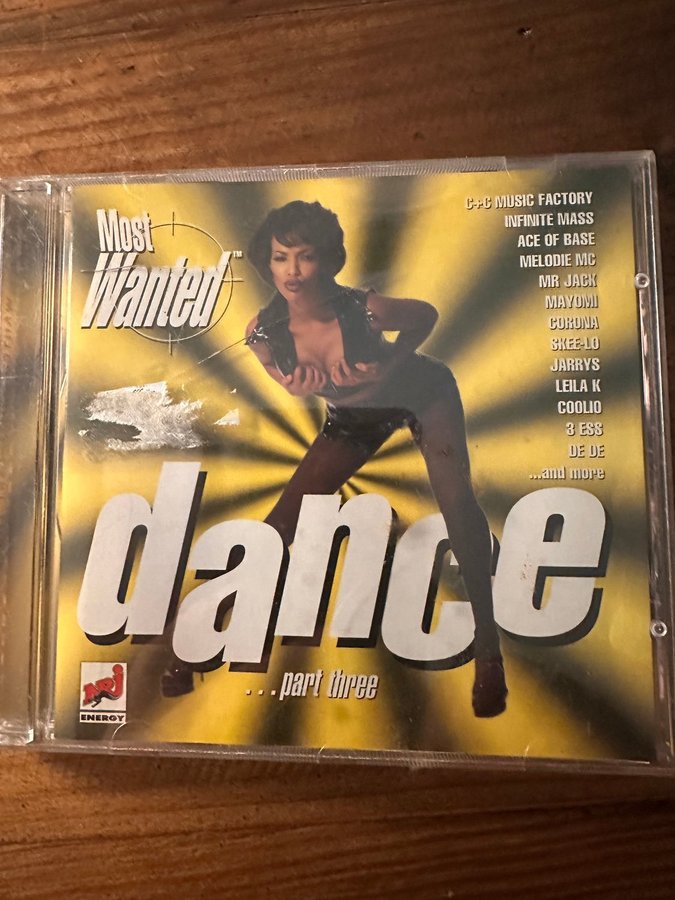 Most
Wanted™
C+C MUSIC FACTORY
INFINITE MASS
ACE OF BASE
MELODIE MC
MR JACK
MAYOMI
CORONA
SKEE-LO
JARRYS
LEILA K
COOLIO
3 ESS
DE DE
...and more
dance
...part three
NRJ
ENERGY